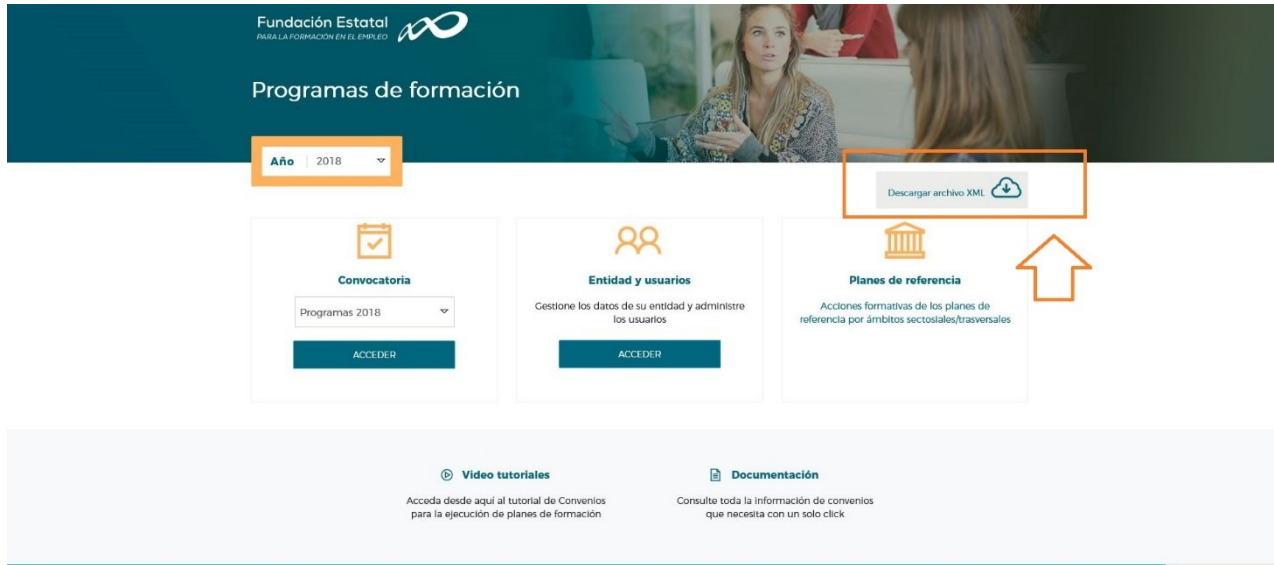 Fundación Estatal
PARA LA FORMACIÓN EN EL EMPLEO
Programas de formación
Año 2018
Descargar archivo XML
Convocatoria
Programas 2018
ACCEDER
Entidad y usuarios
Gestione los datos de su entidad y administre
los usuarios
ACCEDER
Planes de referencia
Acciones formativas de los planes de
referencia por ámbitos sectosiales/trasversales
Video tutoriales
Acceda desde aquí al tutorial de Convenios
para la ejecución de planes de formación
Documentación
Consulte toda la información de convenios
que necesita con un solo click